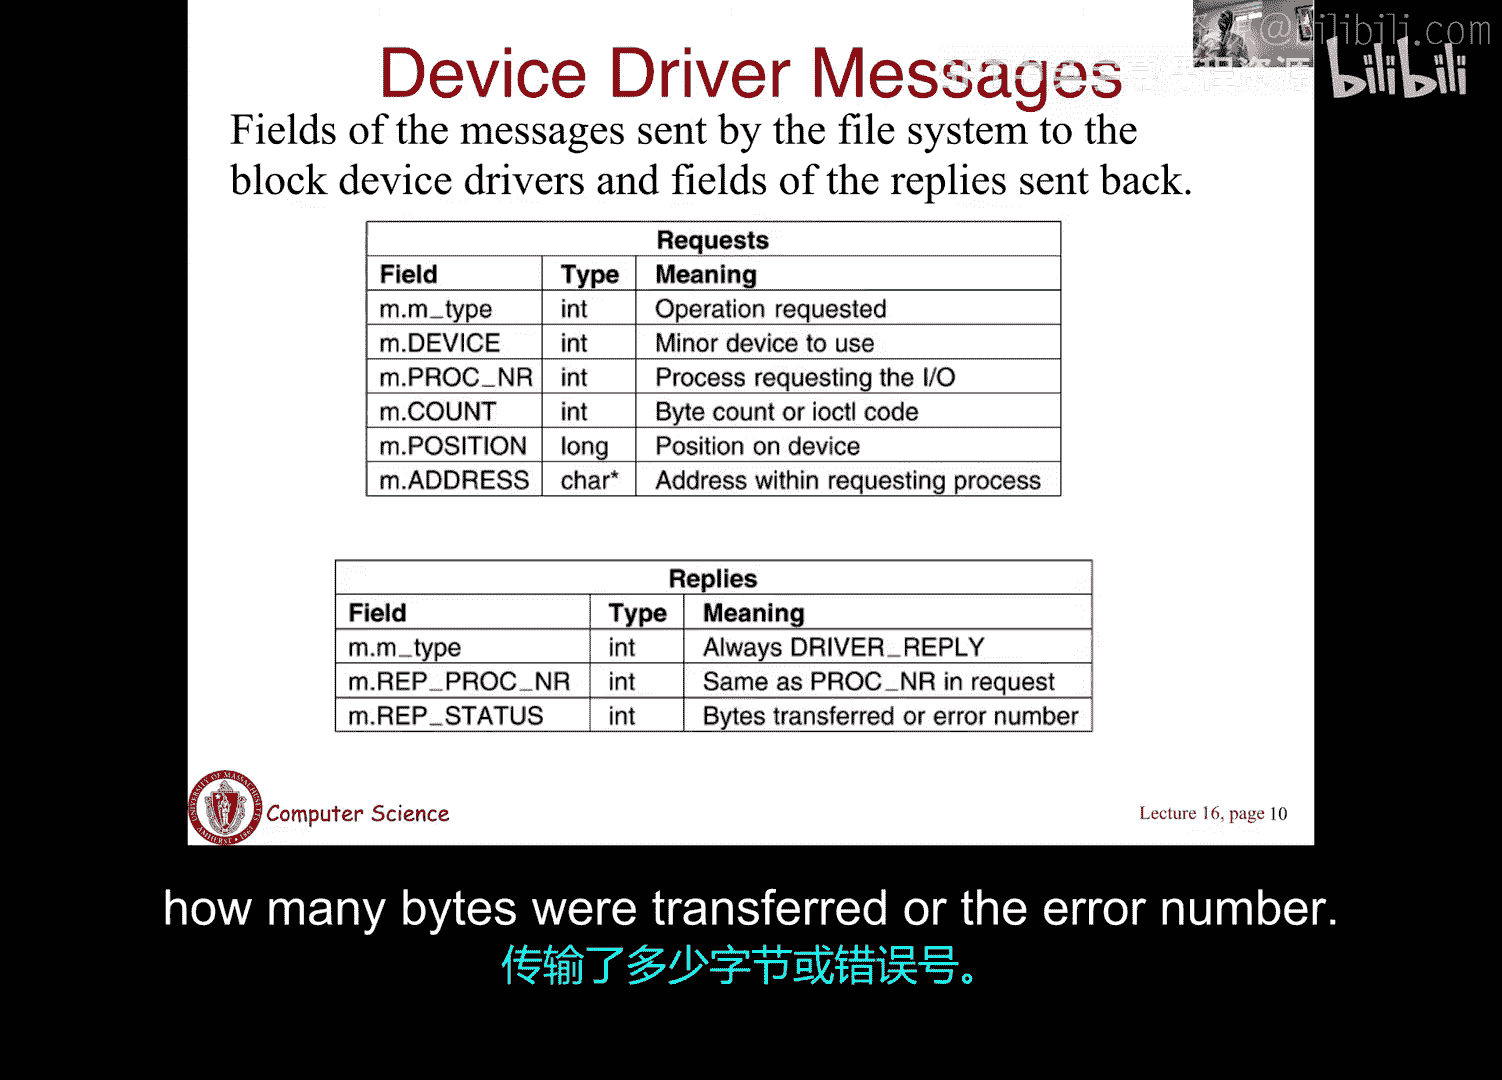 @bilibili.com
bilibili
Device Driver Messages
Fields of the messages sent by the file system to the
block device drivers and fields of the replies sent back.
Requests
Field Type Meaning
m.m_type int Operation requested
m.DEVICE int Minor device to use
m.PROC_NR int Process requesting the I/O
m.COUNT int Byte count or ioctl code
m.POSITION long Position on device
m.ADDRESS char* Address within requesting process
Replies
Field Type Meaning
m.m_type int Always DRIVER_REPLY
m.REP_PROC_NR int Same as PROC_NR in request
m.REP_STATUS int Bytes transferred or error number
Computer Science
Lecture 16, page 10
how many bytes were transferred or the error number.
传输了多少字节或错误号。